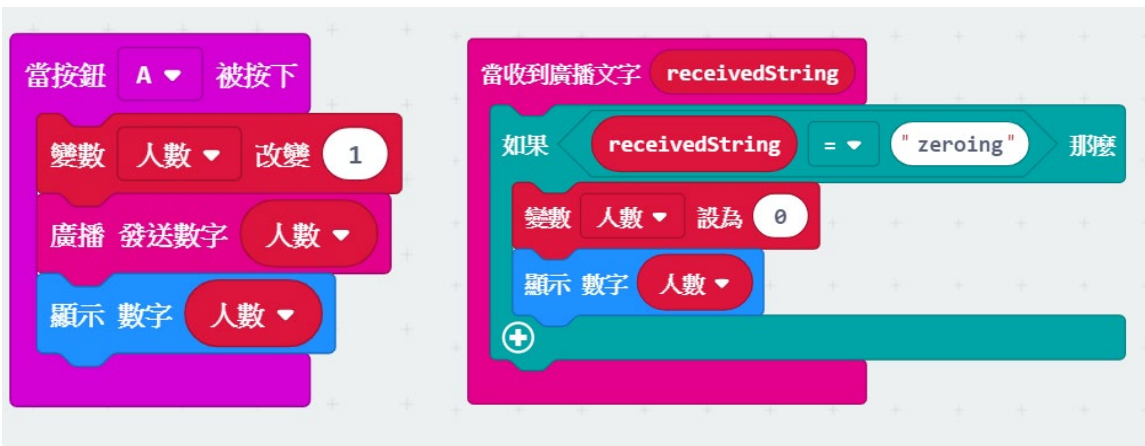 當按鈕 A 被按下
變數 人數 改變 1
廣播 發送數字 人數
顯示 數字 人數
當收到廣播文字 receivedString
如果 receivedString = "zeroing" 那麼
變數 人數 設為 0
顯示 數字 人數